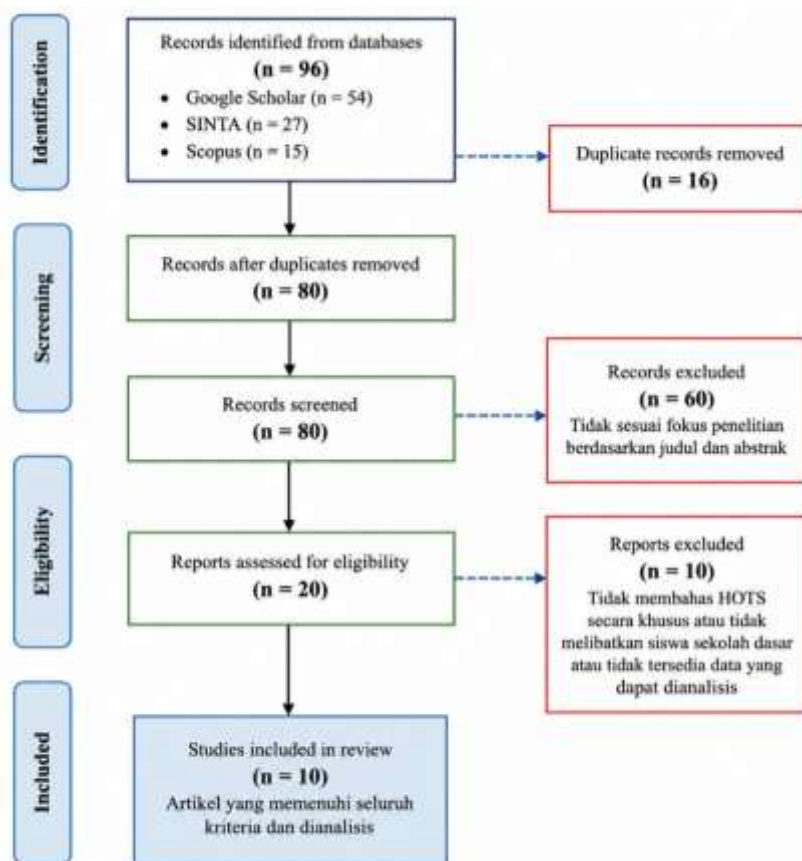 Identification
Records identified from databases
(n = 96)
• Google Scholar (n = 54)
• SINTA (n = 27)
• Scopus (n = 15)
Duplicate records removed
(n = 16)
Screening
Records after duplicates removed
(n = 80)
Records screened
(n = 80)
Records excluded
(n = 60)
Tidak sesuai fokus penelitian
berdasarkan judul dan abstrak
Eligibility
Reports assessed for eligibility
(n = 20)
Reports excluded
(n = 10)
Tidak membahas HOTS
secara khusus atau tidak
melibatkan siswa sekolah dasar
atau tidak tersedia data yang
dapat dianalisis
Included
Studies included in review
(n = 10)
Artikel yang memenuhi seluruh
kriteria dan dianalisis